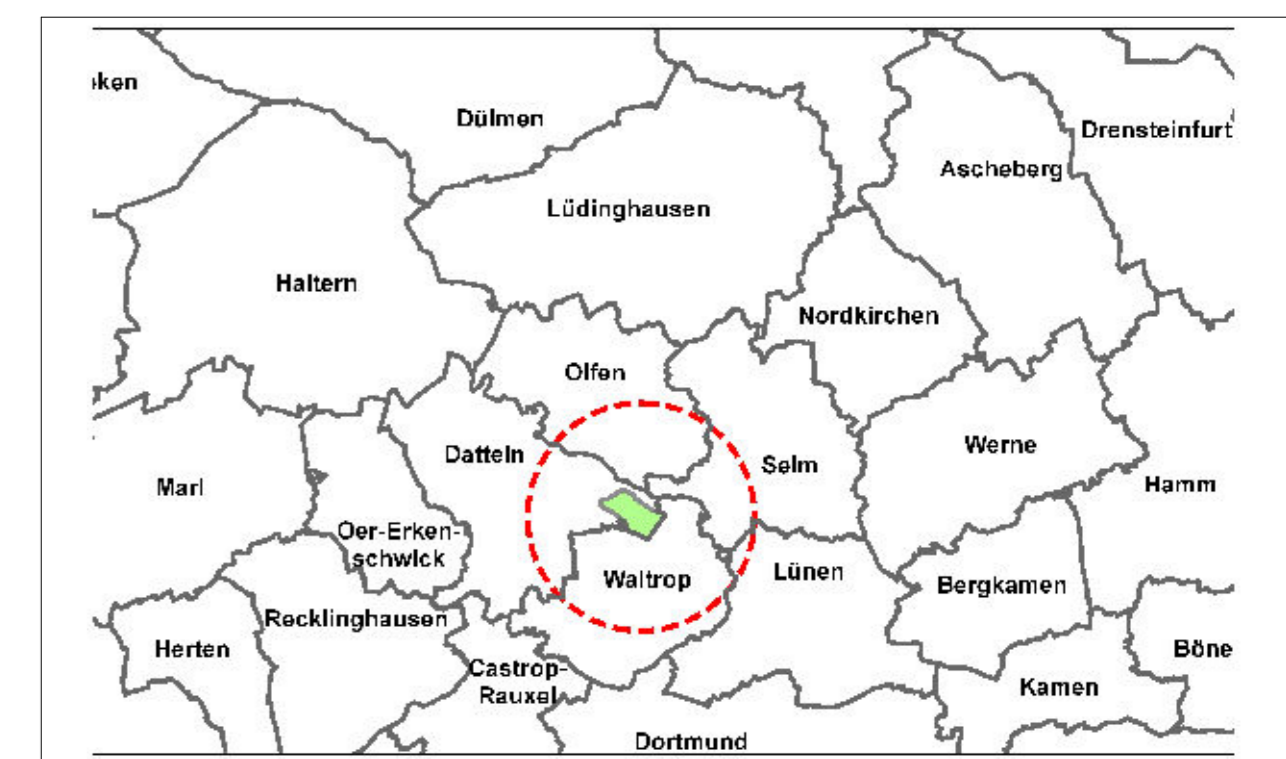 ken
Dülmen
Drensteinfurt
Ascheberg
Lüdinghausen
Haltern
Nordkirchen
Olfen
Werne
Datteln
Selm
Marl
Hamm
Oer-Erken-
schwick
Waltrop
Lünen
Bergkamen
Recklinghausen
Herten
Böne
Castrop-
Rauxel
Kamen
Dortmund